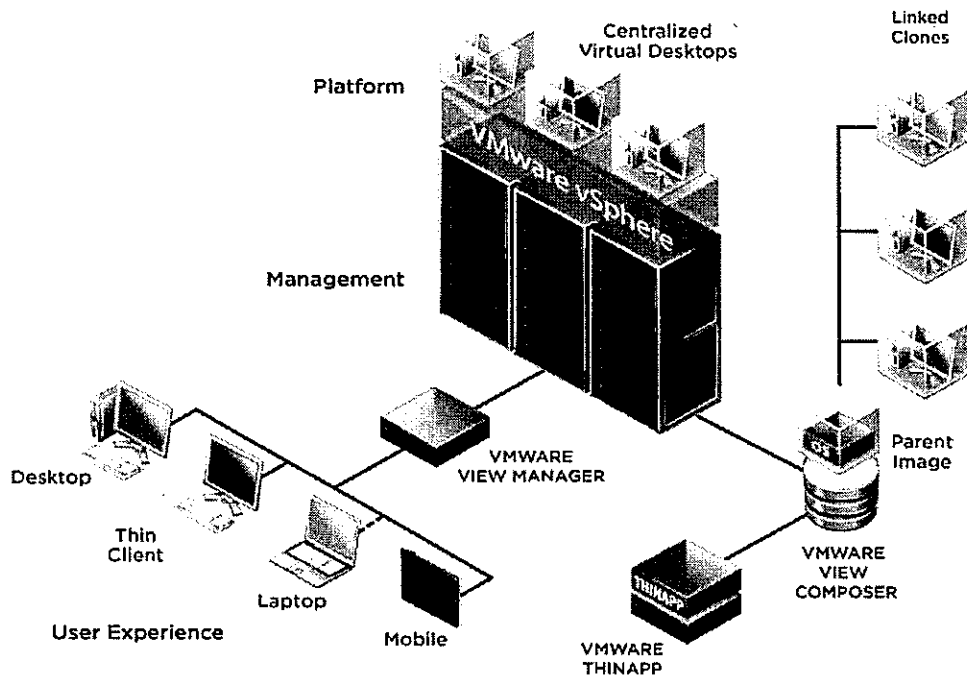 Linked
Clones
Centralized
Virtual Desktops
Platform
VMware vSphere
Management
VMWARE
VIEW MANAGER
OS
Parent
Image
Desktop
Thin
Client
Laptop
Mobile
User Experience
THINAPP
VMWARE
THINAPP
VMWARE
VIEW
COMPOSER